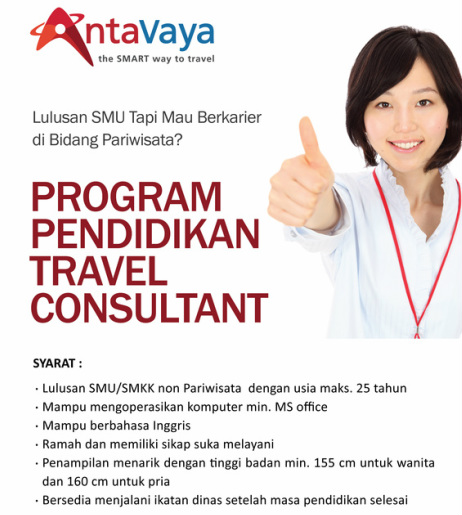 AntaVaya
the SMART way to travel
Lulusan SMU Tapi Mau Berkarier
di Bidang Pariwisata?
PROGRAM
PENDIDIKAN
TRAVEL
CONSULTANT
SYARAT :
· Lulusan SMU/SMKK non Pariwisata dengan usia maks. 25 tahun
· Mampu mengoperasikan komputer min. MS office
· Mampu berbahasa Inggris
· Ramah dan memiliki sikap suka melayani
· Penampilan menarik dengan tinggi badan min. 155 cm untuk wanita
dan 160 cm untuk pria
· Bersedia menjalani ikatan dinas setelah masa pendidikan selesai